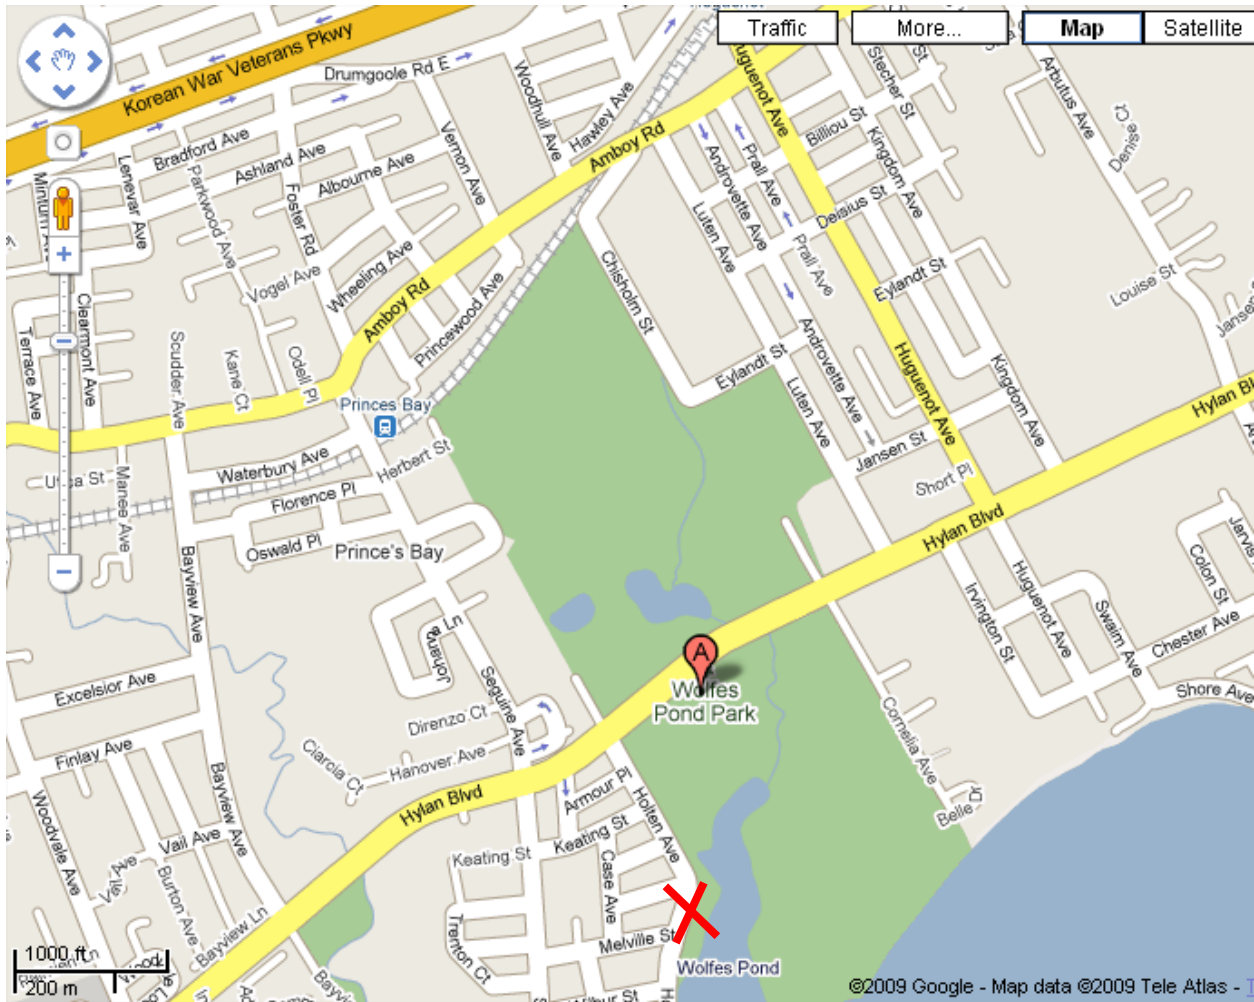 Traffic
More...
Map
Satellite
Korean War Veterans Pkwy
Drumgoole Rd E
Woodhull Ave
Hawley Ave
Amboy Rd
Huguenot Ave
Stecher St
Arbutus Ave
Denise Ct
Billiou St
Kingdom Ave
Bradford Ave
Ashland Ave
Albourne Ave
Vernon Ave
Lenevar Ave
Parkwood Ave
Foster Rd
Androvette Ave
Prall Ave
Luten Ave
Deisius St
Prall Ave
Eylandt St
Louise St
Vogel Ave
Wheeling Ave
Amboy Rd
Princewood Ave
Chisholm St
Clearmont Ave
Terrace Ave
Scudder Ave
Kane Ct
Odell Pl
Princes Bay
Eylandt St
Luten Ave
Androvette Ave
Huguenot Ave
Kingdom Ave
Jansen St
Short Pl
Hylan Blvd
Waterbury Ave
Herbert St
Manee Ave
Florence Pl
Oswald Pl
Prince's Bay
Bayview Ave
Johanna Ln
Seguine Ave
Irvington St
Huguenot Ave
Swaim Ave
Colon St
Chester Ave
Shore Ave
Excelsior Ave
Finlay Ave
Direnzo Ct
Hanover Ave
Ciarcia Ct
A
Wolfes
Pond Park
Cornelia Ave
Belle Dr
Hylan Blvd
Armour Pl
Holten Ave
Keating St
Keating St
Case Ave
Bayview Ave
Woodvale Ave
Vail Ave
Burton Ave
Bayview Ln
Trenton Ct
Melville St
Wolfes Pond
1000 ft
200 m
©2009 Google - Map data ©2009 Tele Atlas -